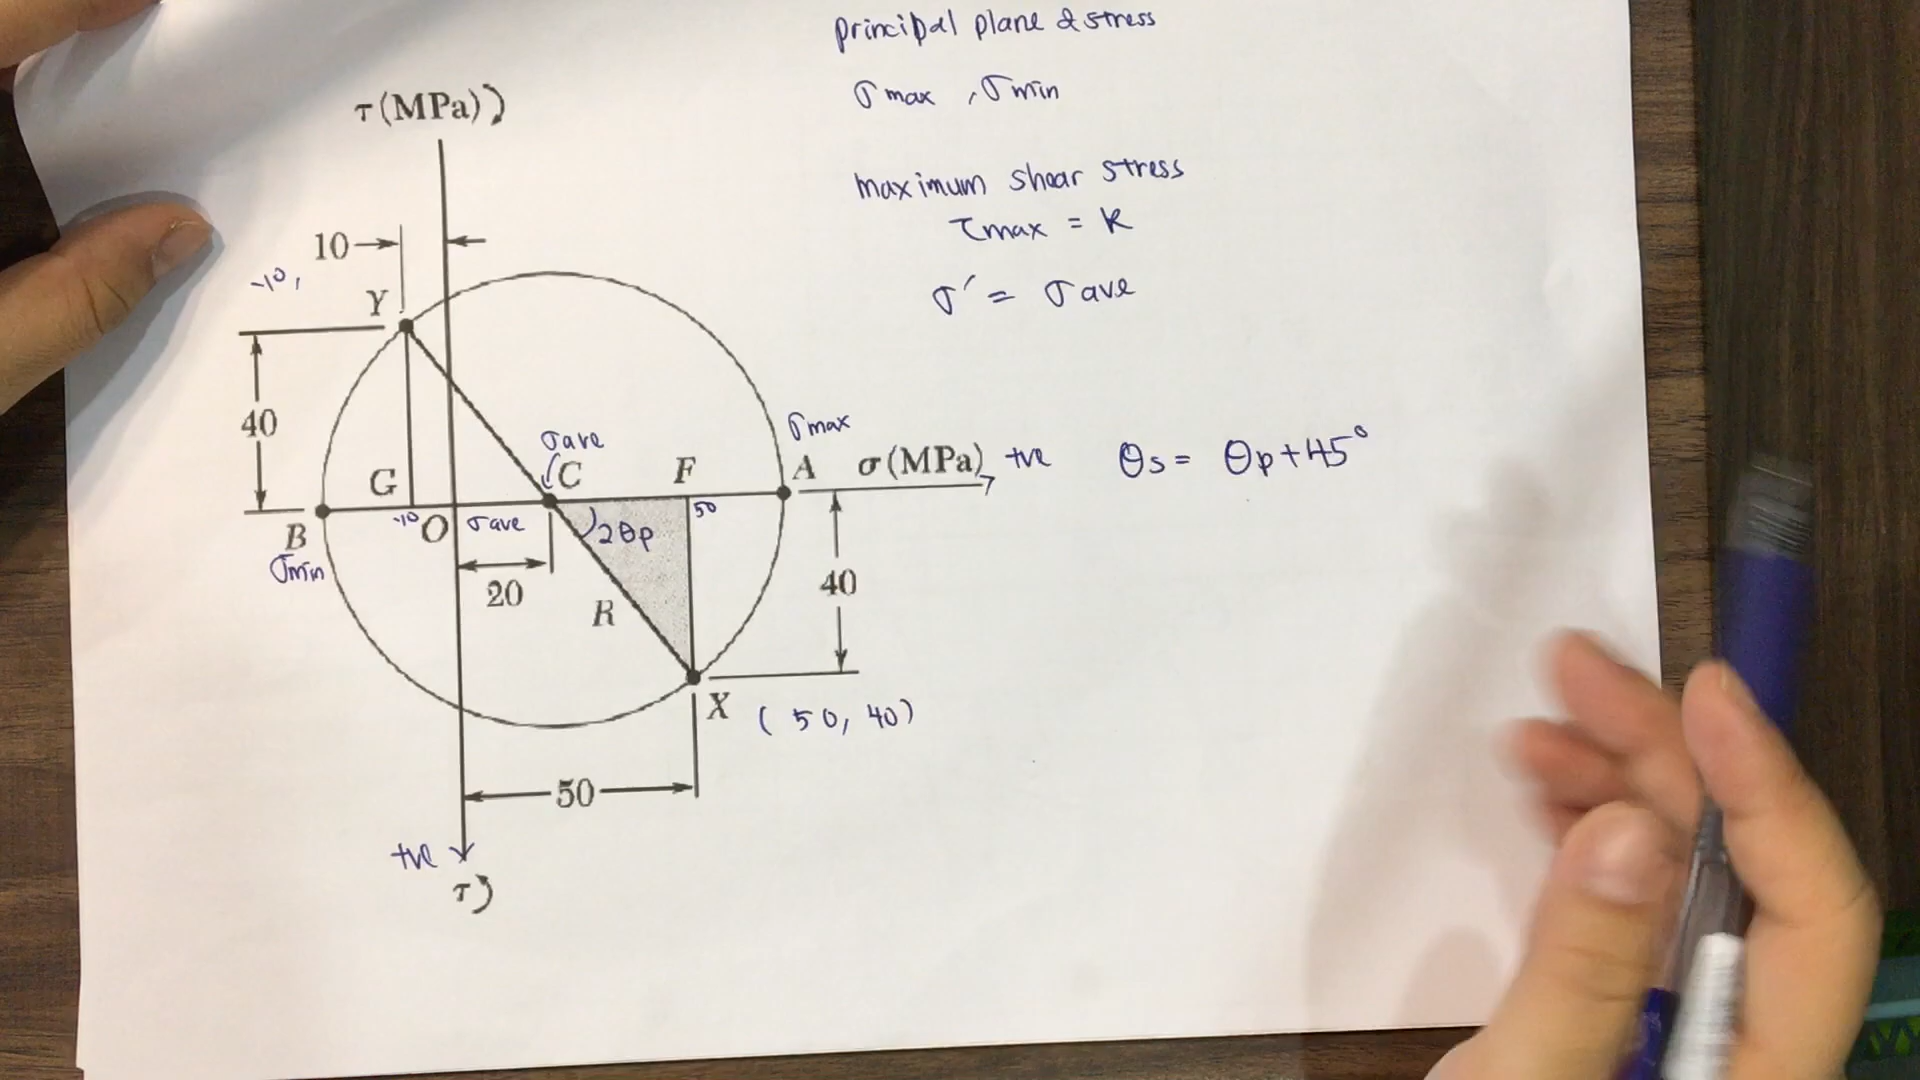 principal plane & stress
σmax , σmin
τ(MPa)
maximum shear stress
τmax = R
10
-10,
Y
σ′ = σave
40
σave
σmax
C
F
A
σ(MPa)
+ve
θs = θp+45°
G
50
B
-10
O
σave
2θp
σmin
20
R
40
X
(50, 40)
50
+ve
τ